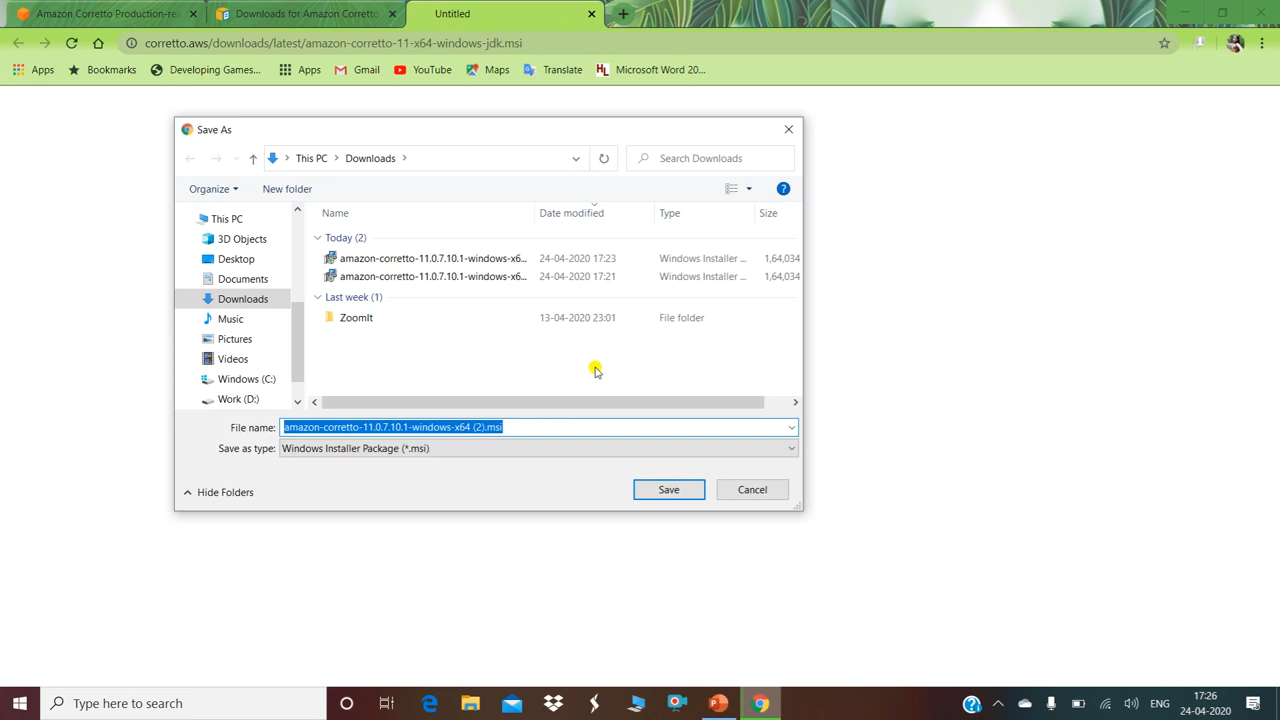 Amazon Corretto Production-re
Downloads for Amazon Corretto
Untitled
corretto.aws/downloads/latest/amazon-corretto-11-x64-windows-jdk.msi
Apps
Bookmarks
Developing Games...
Apps
Gmail
YouTube
Maps
Translate
HL
Microsoft Word 20...
Save As
This PC
Downloads
Search Downloads
Organize
New folder
This PC
3D Objects
Desktop
Documents
Downloads
Music
Pictures
Videos
Windows (C:)
Work (D:)
Name
Date modified
Type
Size
Today (2)
amazon-corretto-11.0.7.10.1-windows-x6... 24-04-2020 17:23 Windows Installer ... 1,64,034
amazon-corretto-11.0.7.10.1-windows-x6... 24-04-2020 17:21 Windows Installer ... 1,64,034
Last week (1)
ZoomIt 13-04-2020 23:01 File folder
File name: amazon-corretto-11.0.7.10.1-windows-x64 (2).msi
Save as type: Windows Installer Package (*.msi)
Hide Folders
Save
Cancel
Type here to search
ENG
17:26
24-04-2020